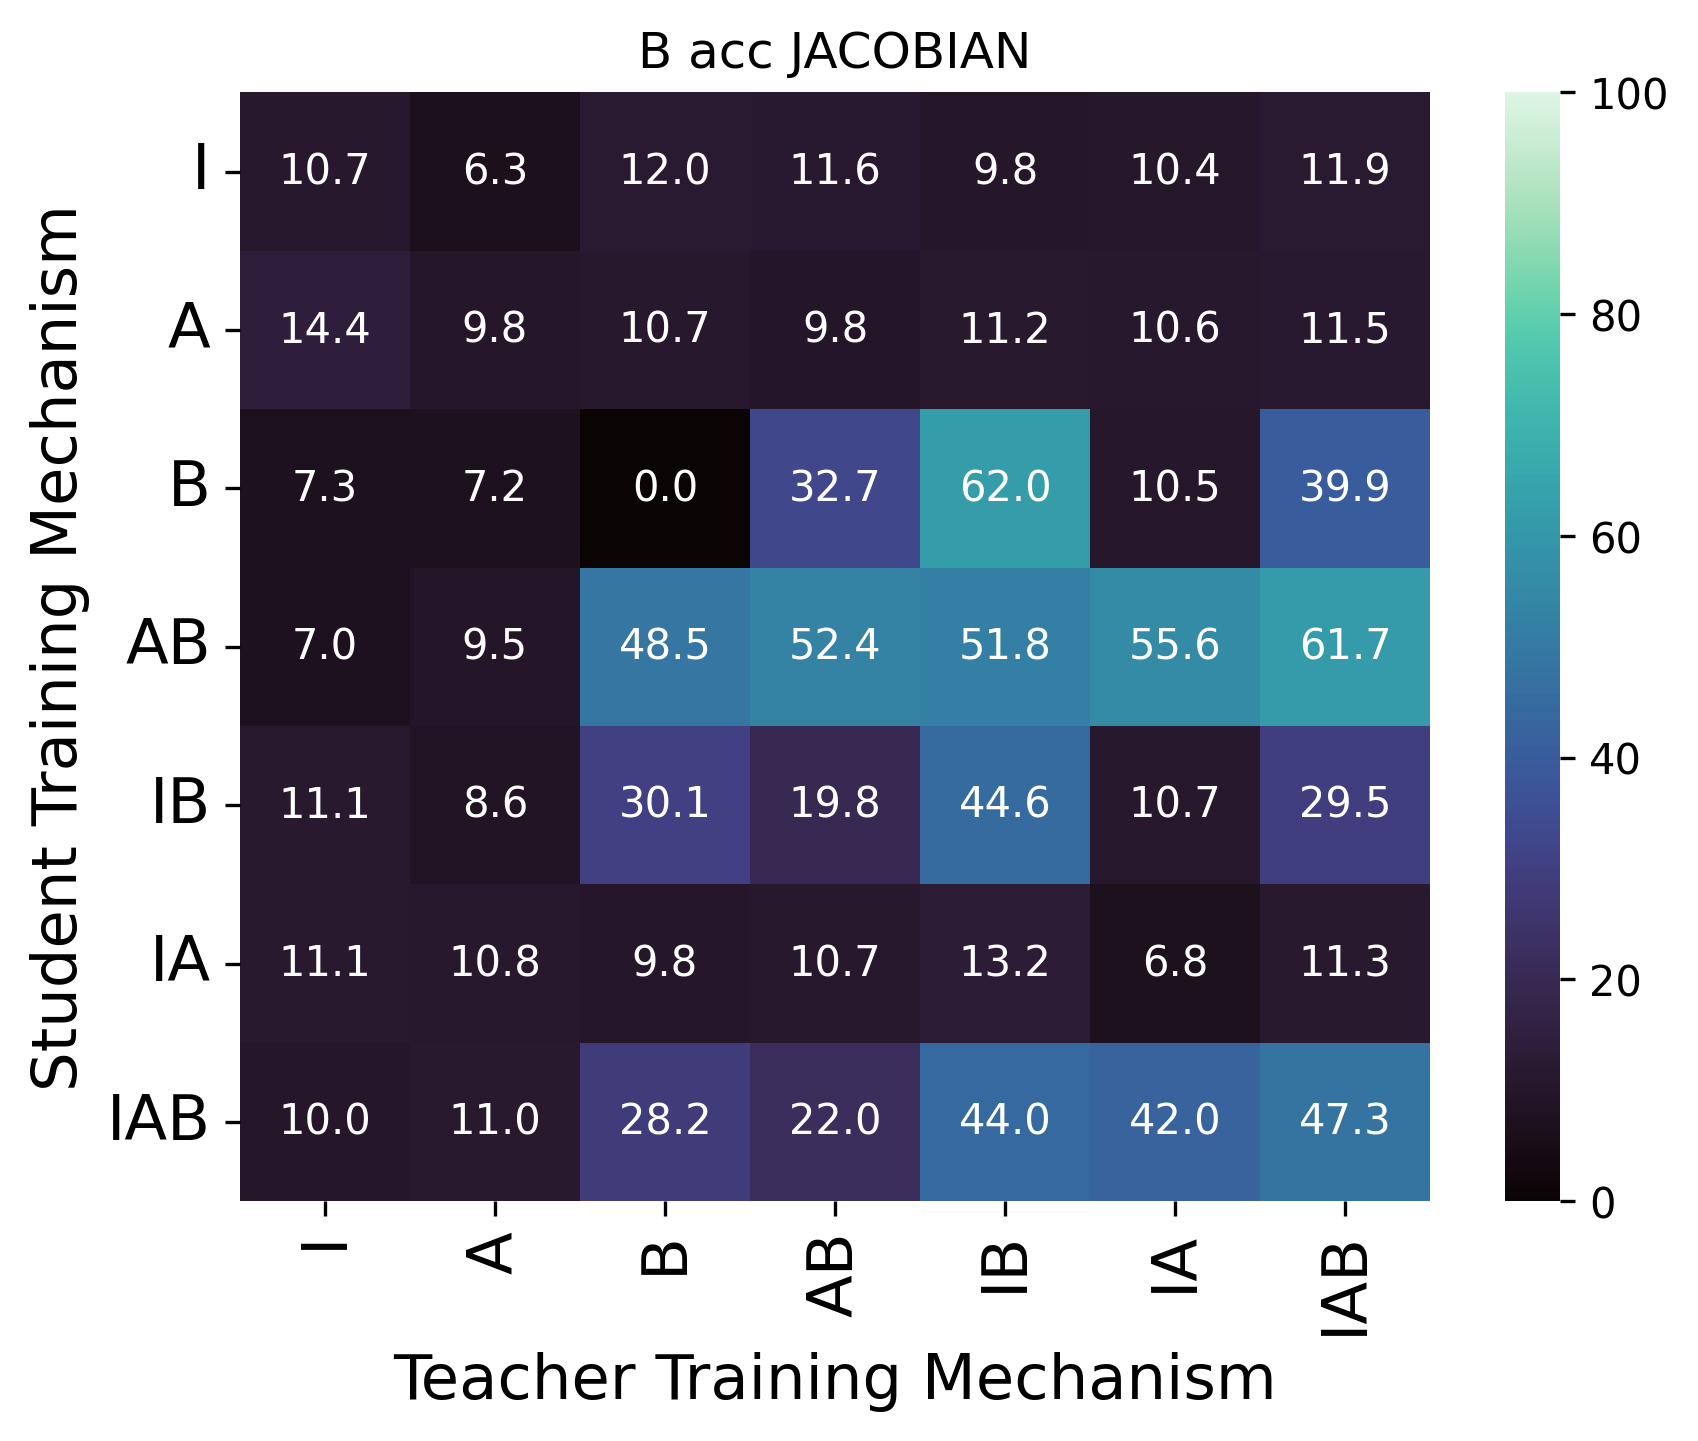 B acc JACOBIAN
Student Training Mechanism
I 10.7 6.3 12.0 11.6 9.8 10.4 11.9
A 14.4 9.8 10.7 9.8 11.2 10.6 11.5
B 7.3 7.2 0.0 32.7 62.0 10.5 39.9
AB 7.0 9.5 48.5 52.4 51.8 55.6 61.7
IB 11.1 8.6 30.1 19.8 44.6 10.7 29.5
IA 11.1 10.8 9.8 10.7 13.2 6.8 11.3
IAB 10.0 11.0 28.2 22.0 44.0 42.0 47.3
I A B AB IB IA IAB
Teacher Training Mechanism
100
80
60
40
20
0